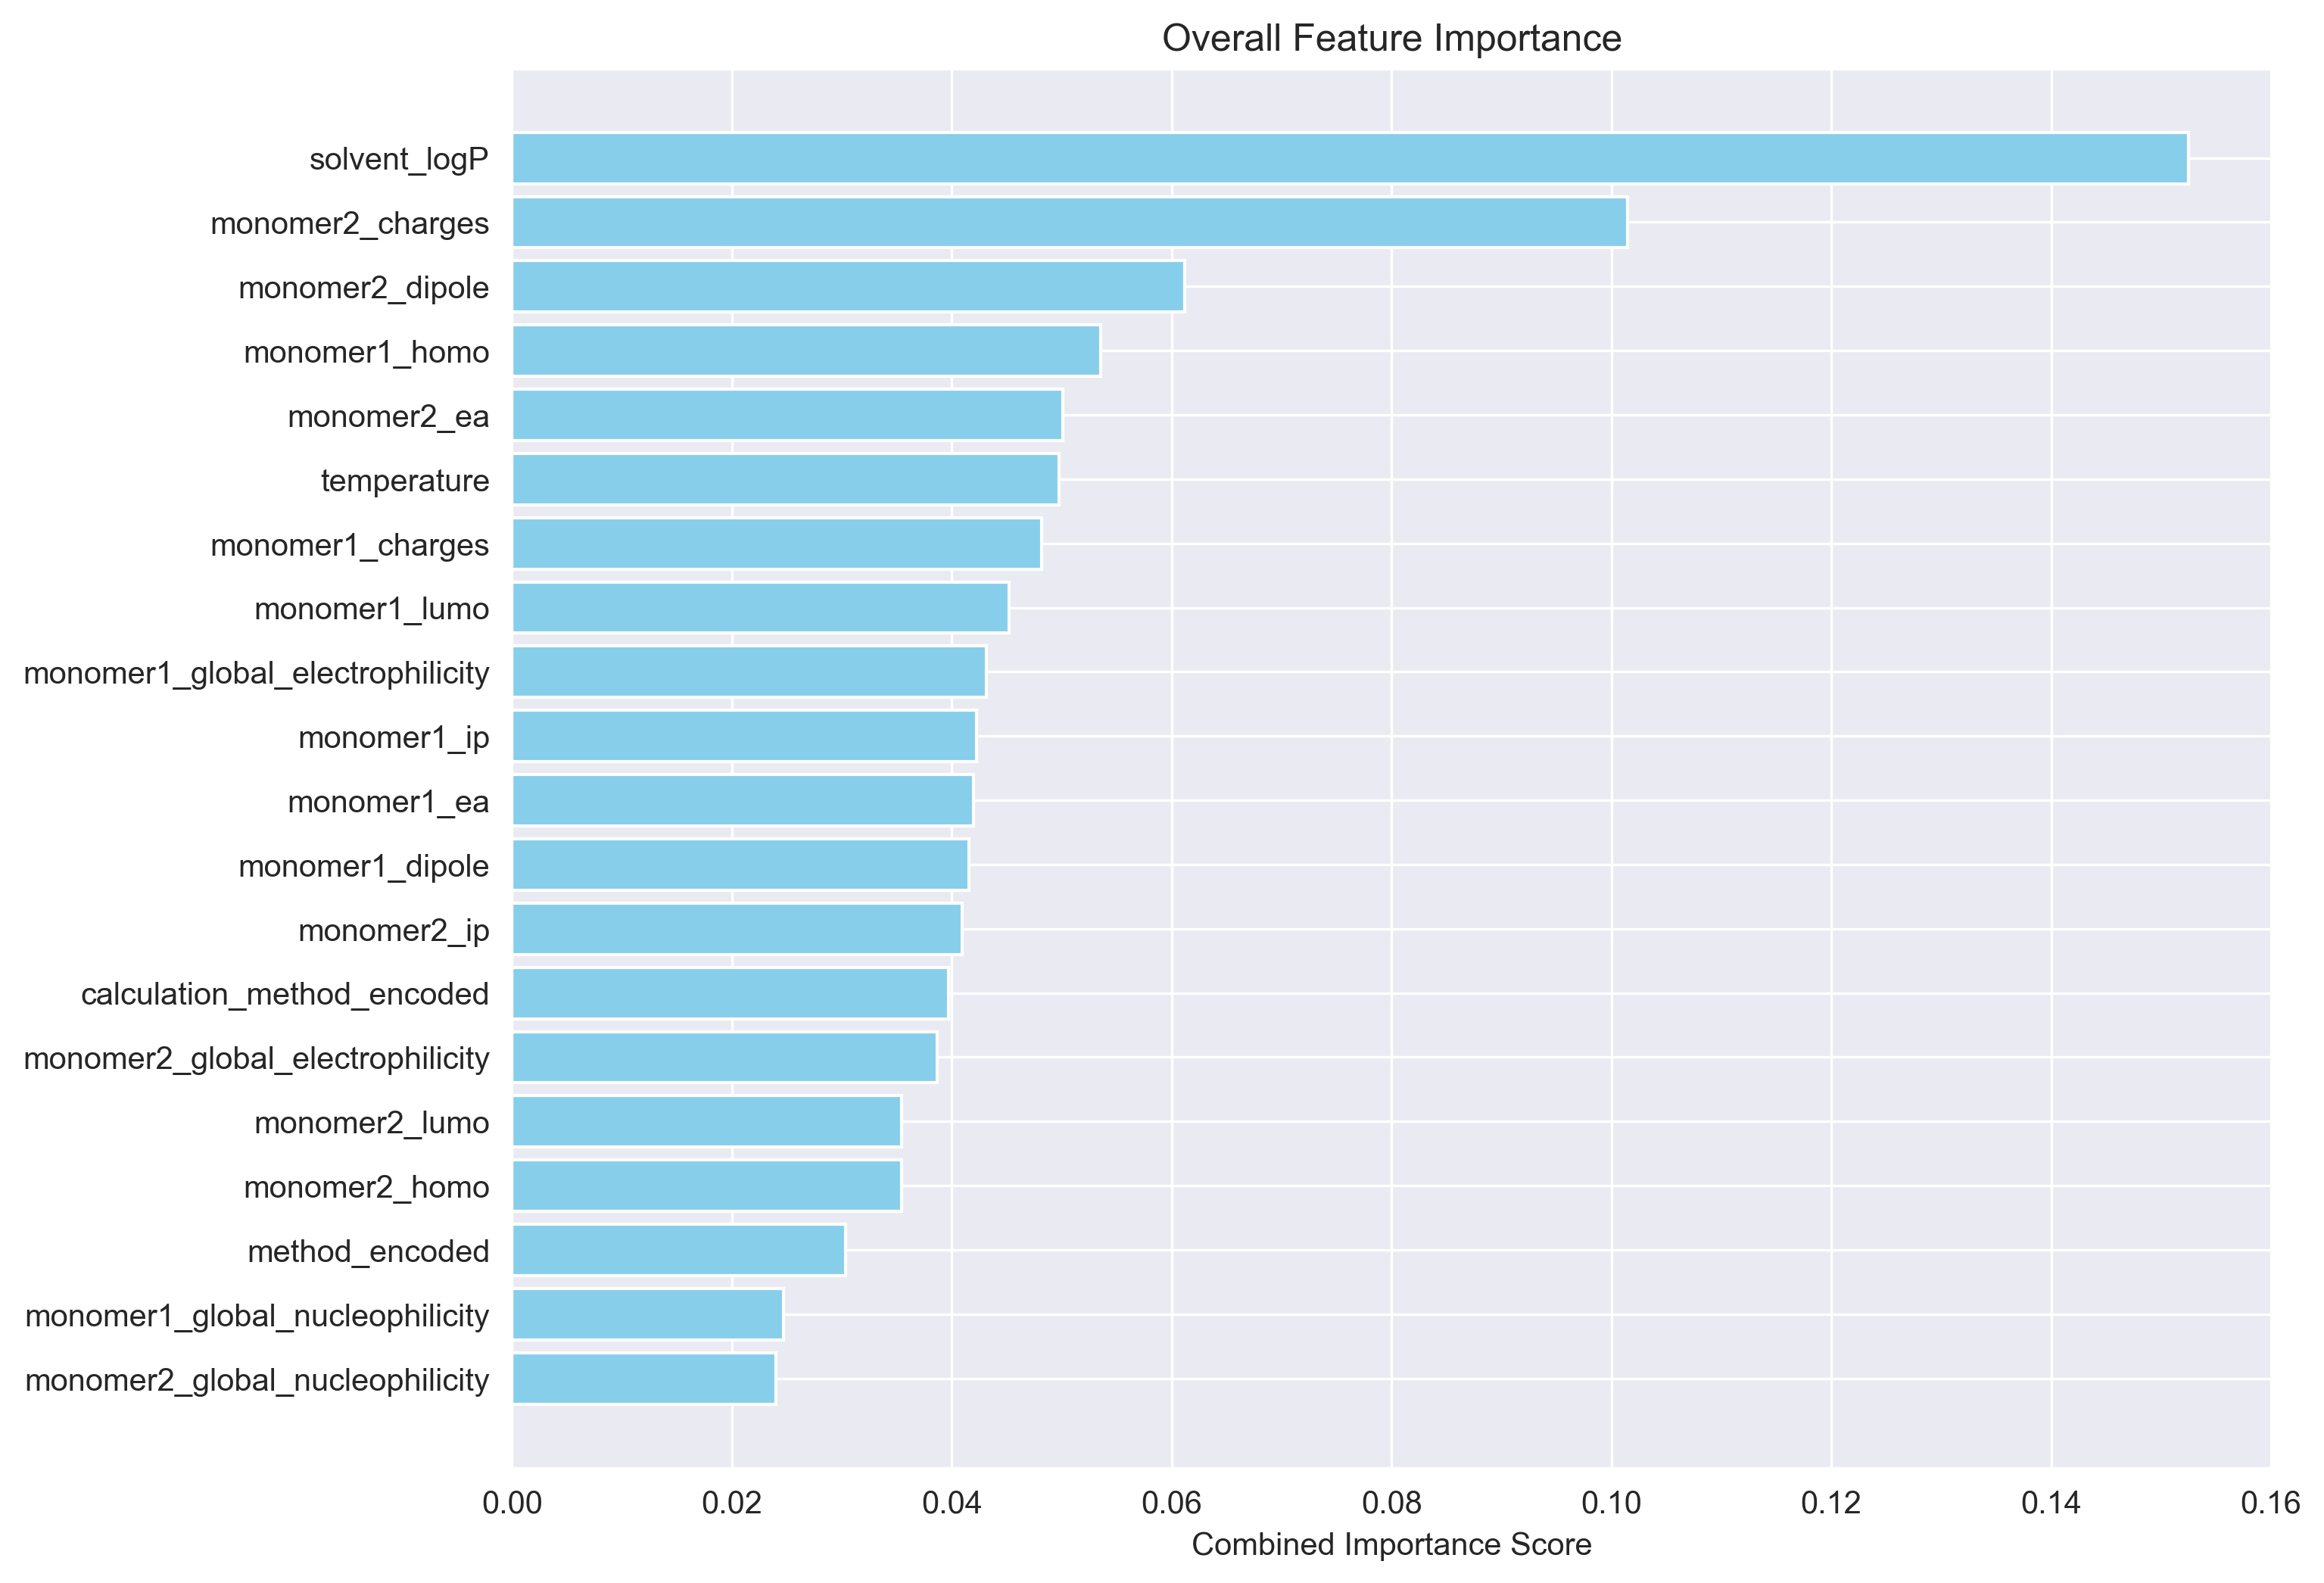 Overall Feature Importance
solvent_logP
monomer2_charges
monomer2_dipole
monomer1_homo
monomer2_ea
temperature
monomer1_charges
monomer1_lumo
monomer1_global_electrophilicity
monomer1_ip
monomer1_ea
monomer1_dipole
monomer2_ip
calculation_method_encoded
monomer2_global_electrophilicity
monomer2_lumo
monomer2_homo
method_encoded
monomer1_global_nucleophilicity
monomer2_global_nucleophilicity
0.00 0.02 0.04 0.06 0.08 0.10 0.12 0.14 0.16
Combined Importance Score